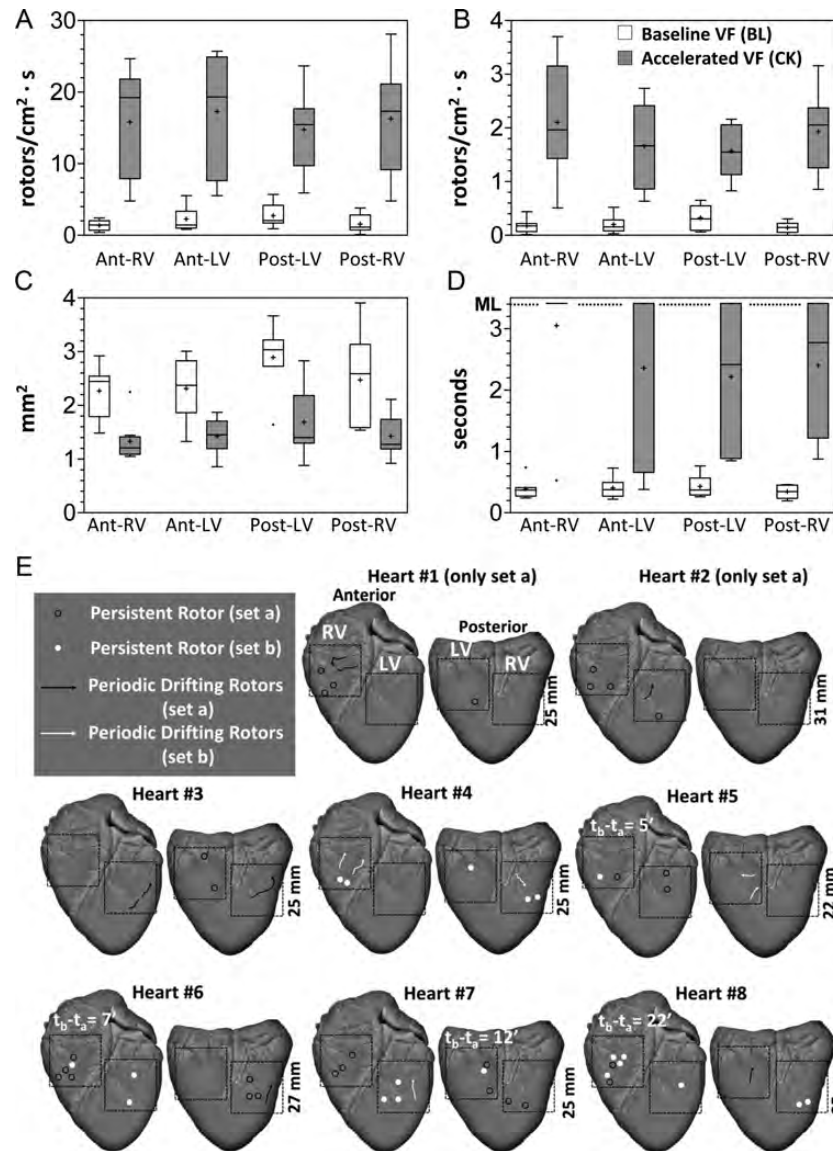 A
30
20
10
0
rotors/cm² · s
Ant-RV Ant-LV Post-LV Post-RV
B
4
3
2
1
0
rotors/cm² · s
Baseline VF (BL)
Accelerated VF (CK)
Ant-RV Ant-LV Post-LV Post-RV
C
4
3
2
1
0
mm²
Ant-RV Ant-LV Post-LV Post-RV
D
ML
3
2
1
0
seconds
Ant-RV Ant-LV Post-LV Post-RV
E
Persistent Rotor (set a)
Persistent Rotor (set b)
Periodic Drifting Rotors
(set a)
Periodic Drifting Rotors
(set b)
Heart #1 (only set a)
Anterior
Posterior
RV
LV
LV
RV
25 mm
Heart #2 (only set a)
31 mm
Heart #3
25 mm
Heart #4
25 mm
Heart #5
t_b-t_a= 5'
22 mm
Heart #6
t_b-t_a= 7'
27 mm
Heart #7
t_b-t_a= 12'
25 mm
Heart #8
t_b-t_a= 22'